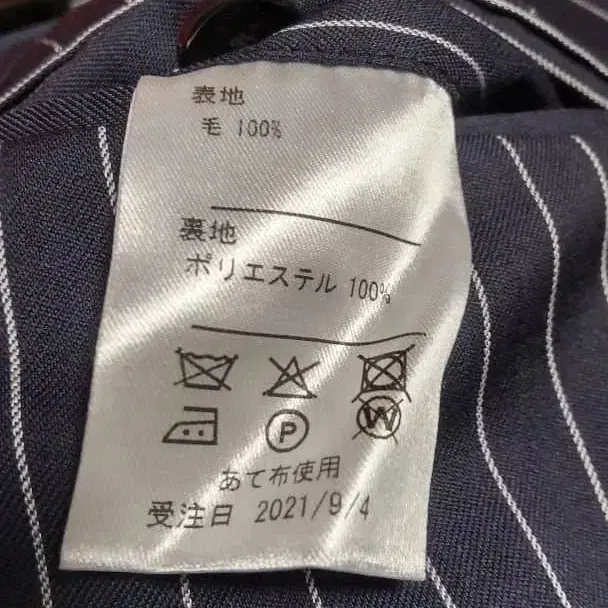 表地
毛 100%
裏地
ポリエステル 100%
P W
あて布使用
受注日 2021/9/4